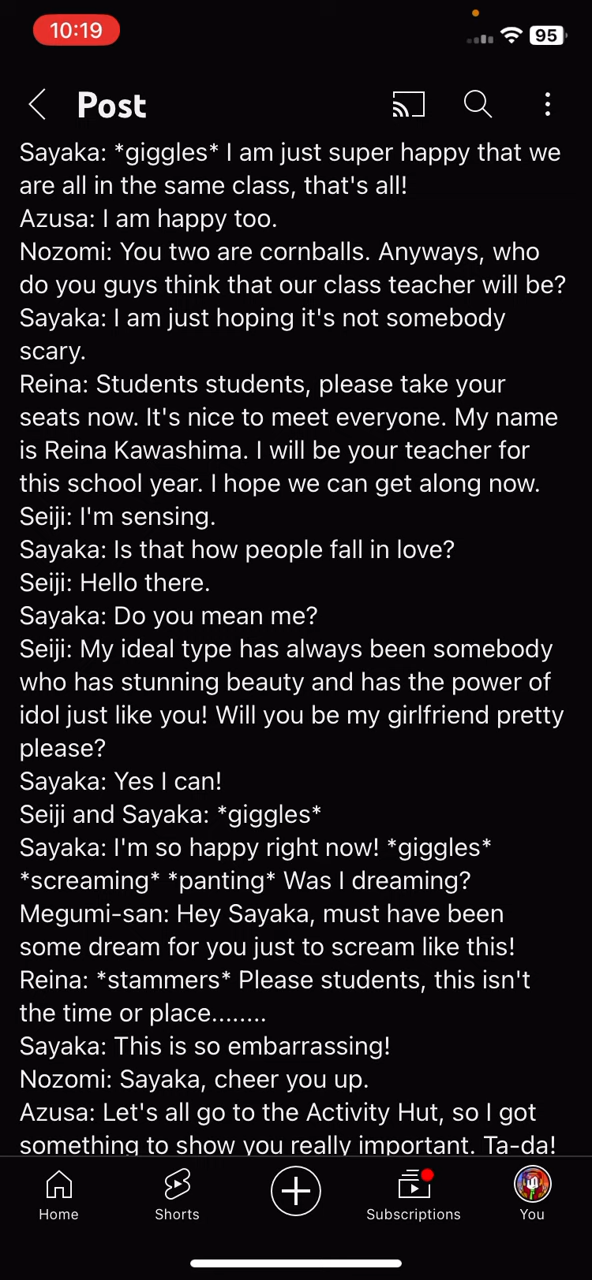 10:19
95
Post
Sayaka: *giggles* I am just super happy that we
are all in the same class, that's all!
Azusa: I am happy too.
Nozomi: You two are cornballs. Anyways, who
do you guys think that our class teacher will be?
Sayaka: I am just hoping it's not somebody
scary.
Reina: Students students, please take your
seats now. It's nice to meet everyone. My name
is Reina Kawashima. I will be your teacher for
this school year. I hope we can get along now.
Seiji: I'm sensing.
Sayaka: Is that how people fall in love?
Seiji: Hello there.
Sayaka: Do you mean me?
Seiji: My ideal type has always been somebody
who has stunning beauty and has the power of
idol just like you! Will you be my girlfriend pretty
please?
Sayaka: Yes I can!
Seiji and Sayaka: *giggles*
Sayaka: I'm so happy right now! *giggles*
*screaming* *panting* Was I dreaming?
Megumi-san: Hey Sayaka, must have been
some dream for you just to scream like this!
Reina: *stammers* Please students, this isn't
the time or place........
Sayaka: This is so embarrassing!
Nozomi: Sayaka, cheer you up.
Azusa: Let's all go to the Activity Hut, so I got
something to show you really important. Ta-da!
Home
Shorts
Subscriptions
You